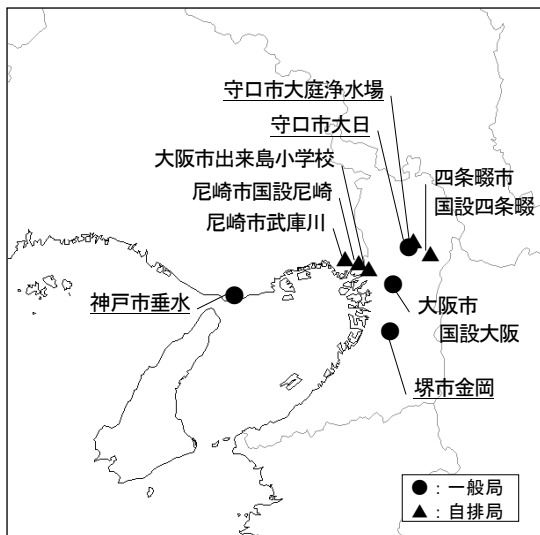 守口市大庭浄水場
守口市大日
大阪市出来島小学校
尼崎市国設尼崎
尼崎市武庫川
四条畷市
国設四条畷
神戸市垂水
大阪市
国設大阪
堺市金岡
●：一般局
▲：自排局